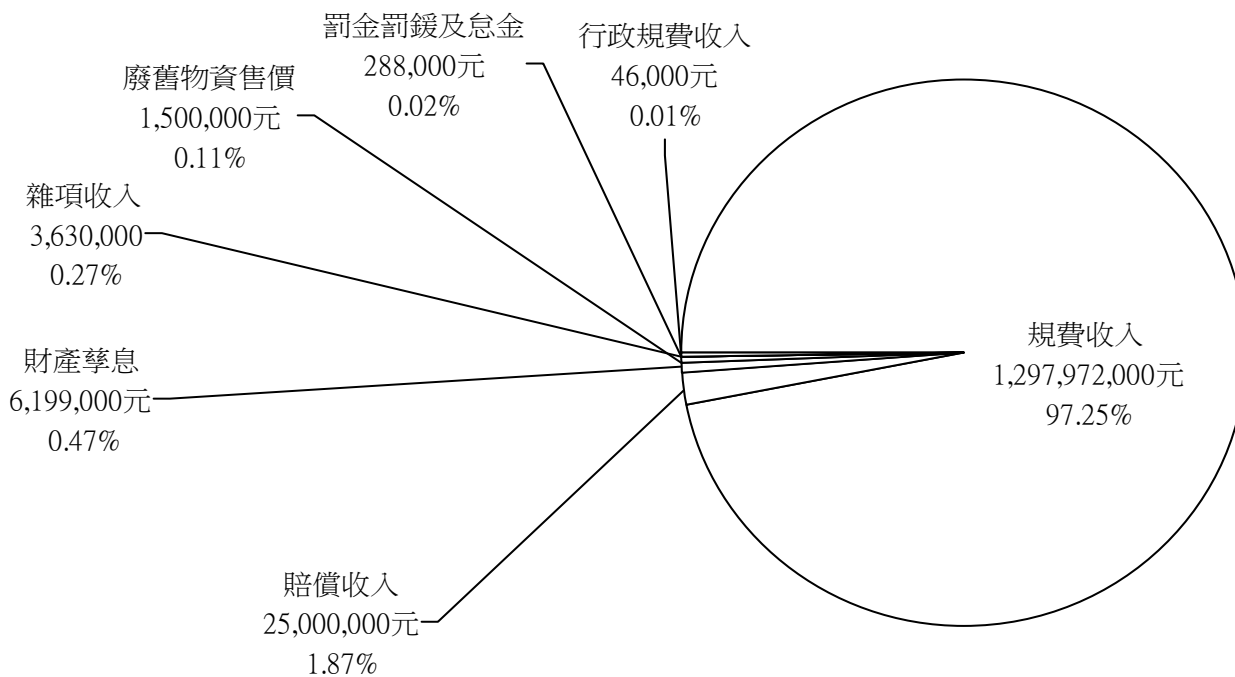 罰金罰鍰及怠金
288,000元
0.02%
行政規費收入
46,000元
0.01%
廢舊物資售價
1,500,000元
0.11%
雜項收入
3,630,000
0.27%
財產孳息
6,199,000元
0.47%
規費收入
1,297,972,000元
97.25%
賠償收入
25,000,000元
1.87%